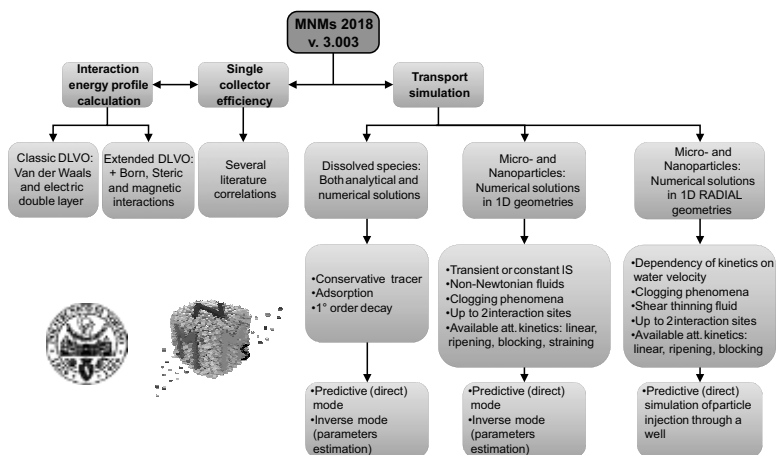 MNMs 2018
v. 3.003
Interaction
energy profile
calculation
Single
collector
efficiency
Transport
simulation
Classic DLVO:
Van der Waals
and electric
double layer
Extended DLVO:
+ Born, Steric
and magnetic
interactions
Several
literature
correlations
Dissolved species:
Both analytical and
numerical solutions
Micro- and
Nanoparticles:
Numerical solutions
in 1D geometries
Micro- and
Nanoparticles:
Numerical solutions
in 1D RADIAL
geometries
•Conservative tracer
•Adsorption
•1° order decay
•Transient or constant IS
•Non-Newtonian fluids
•Clogging phenomena
•Up to 2 interaction sites
•Available att. kinetics: linear,
ripening, blocking, straining
•Dependency of kinetics on
water velocity
•Clogging phenomena
•Shear thinning fluid
•Up to 2 interaction sites
•Available att. kinetics:
linear, ripening, blocking
•Predictive (direct)
mode
•Inverse mode
(parameters
estimation)
•Predictive (direct)
mode
•Inverse mode
(parameters
estimation)
•Predictive (direct)
simulation of particle
injection through a
well